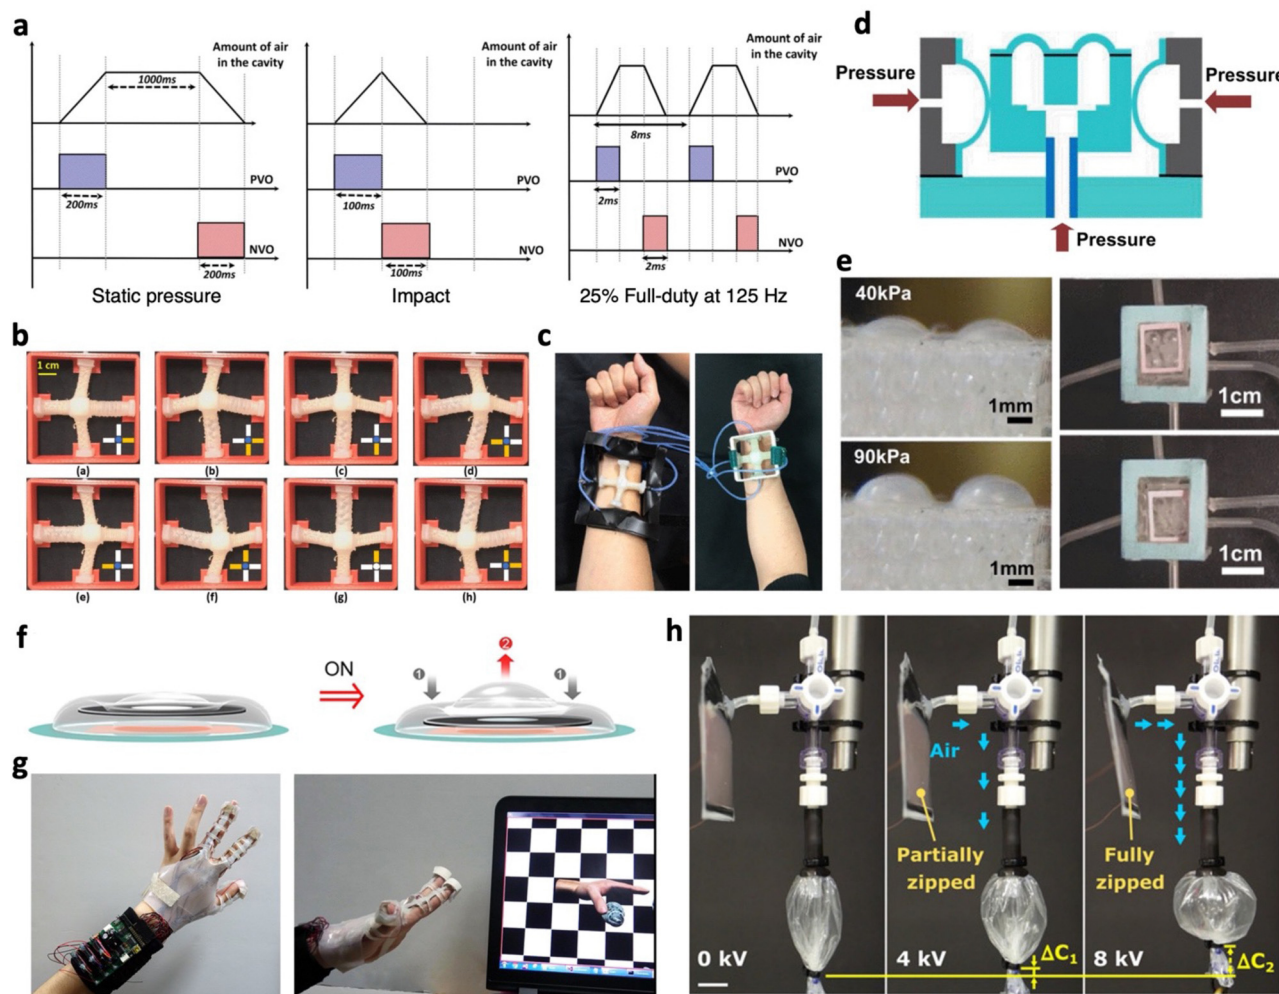 a
Amount of air
in the cavity
1000ms
PVO
200ms
NVO
200ms
Static pressure
Amount of air
in the cavity
PVO
100ms
NVO
100ms
Impact
Amount of air
in the cavity
8ms
PVO
2ms
NVO
2ms
25% Full-duty at 125 Hz
d
Pressure
Pressure
Pressure
b
1 cm
(a)
(b)
(c)
(d)
(e)
(f)
(g)
(h)
c
e
40kPa
1mm
1cm
90kPa
1mm
1cm
f
ON
1
2
1
g
h
Air
Partially
zipped
Fully
zipped
0 kV
4 kV
ΔC1
8 kV
ΔC2